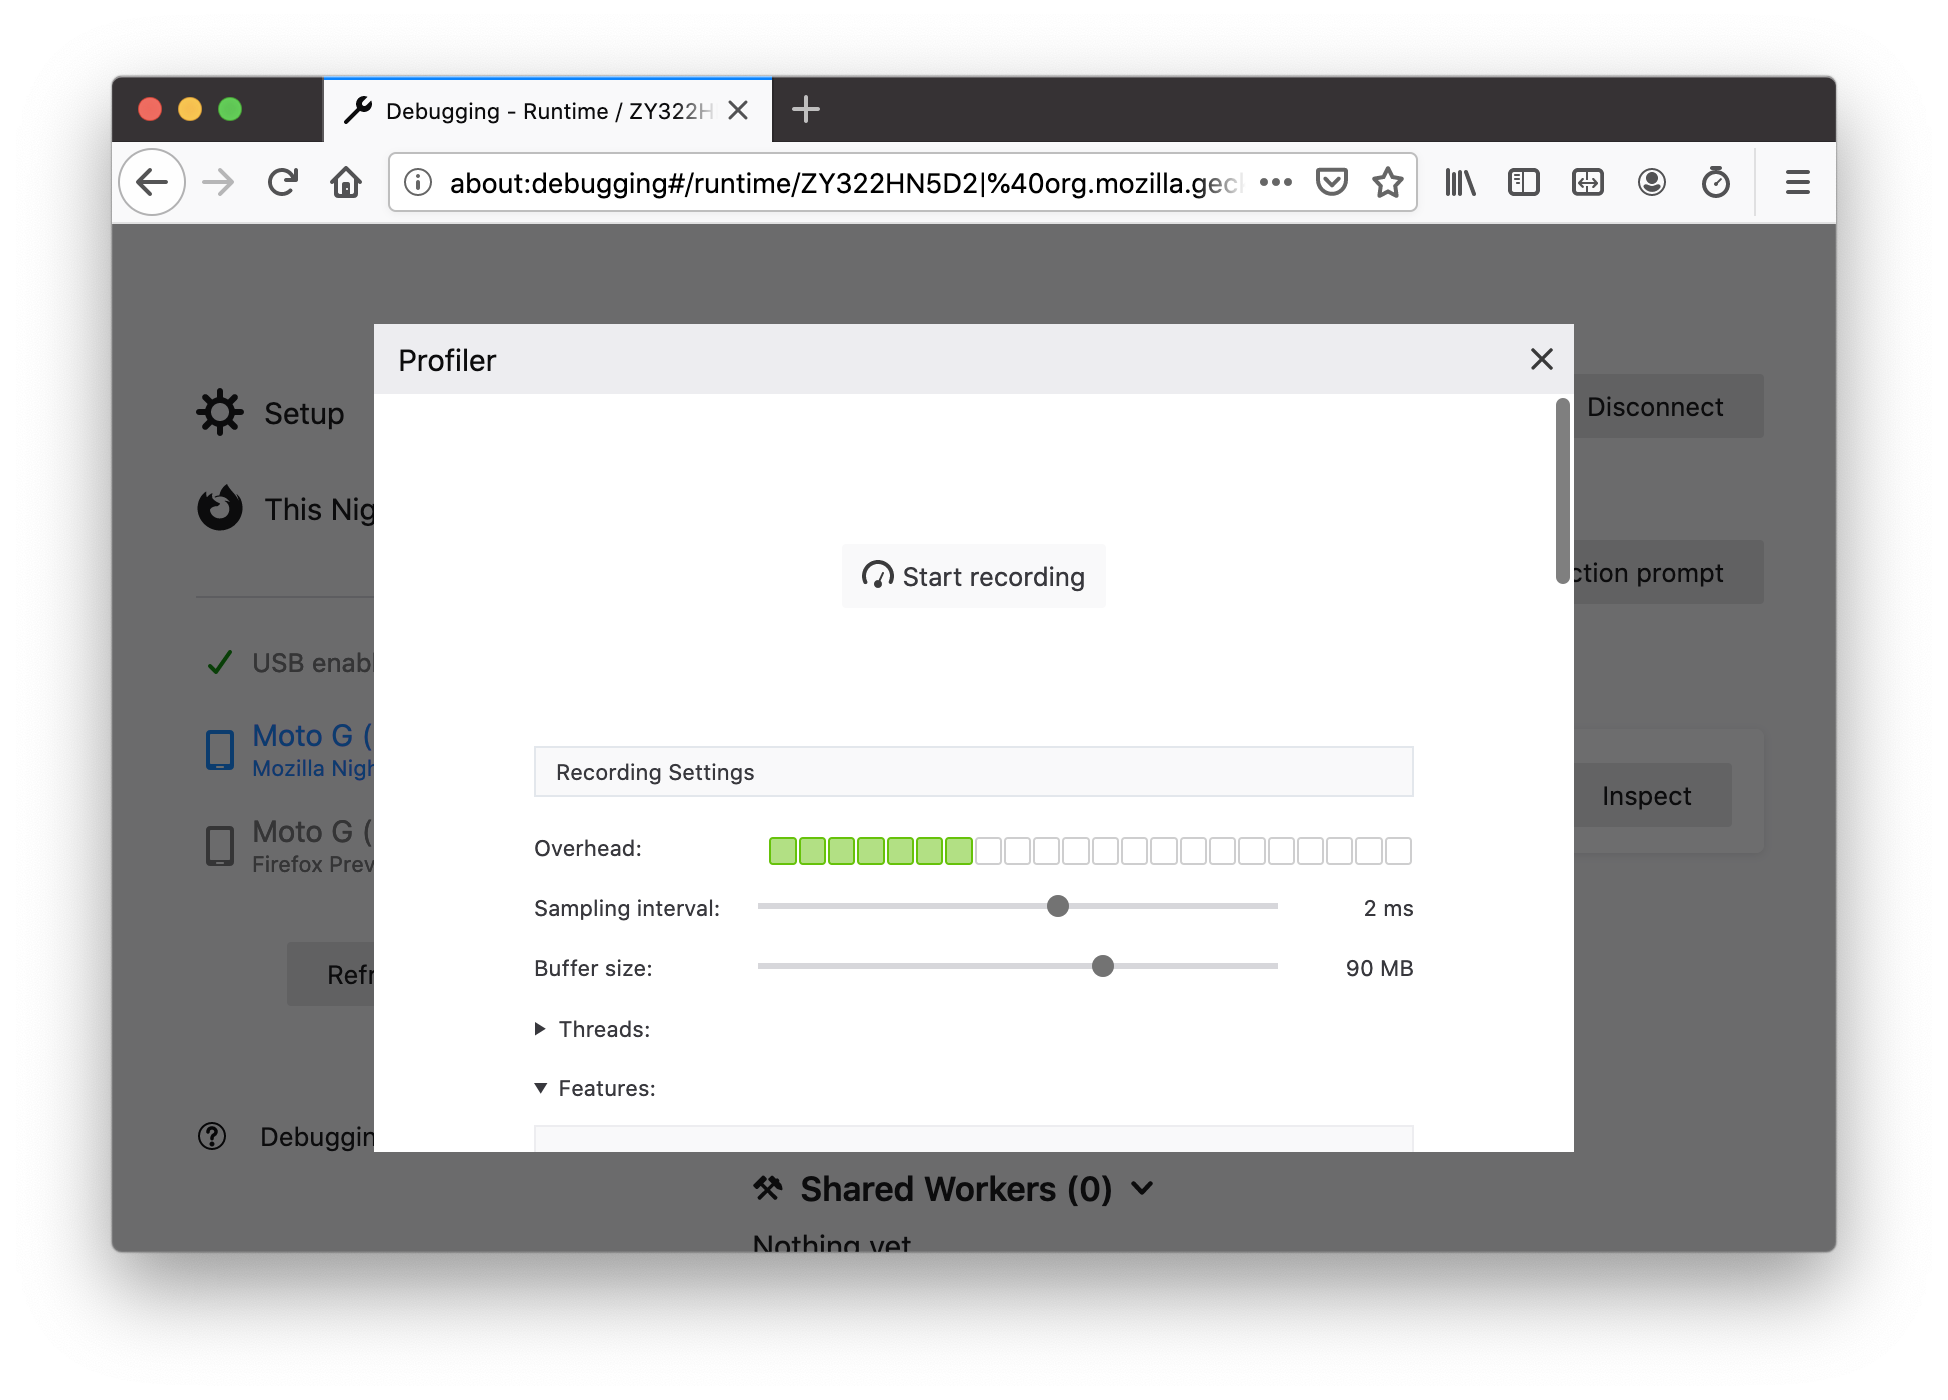 Debugging - Runtime / ZY322H
about:debugging#/runtime/ZY322HN5D2|%40org.mozilla.gec
Profiler
Setup
Disconnect
This Nig
Start recording
ction prompt
USB enab
Moto G (
Mozilla Nigh
Recording Settings
Inspect
Moto G (
Firefox Prev
Overhead:
Sampling interval: 2 ms
Buffer size: 90 MB
Refr
Threads:
Features:
Debuggin
Shared Workers (0)
Nothing yet